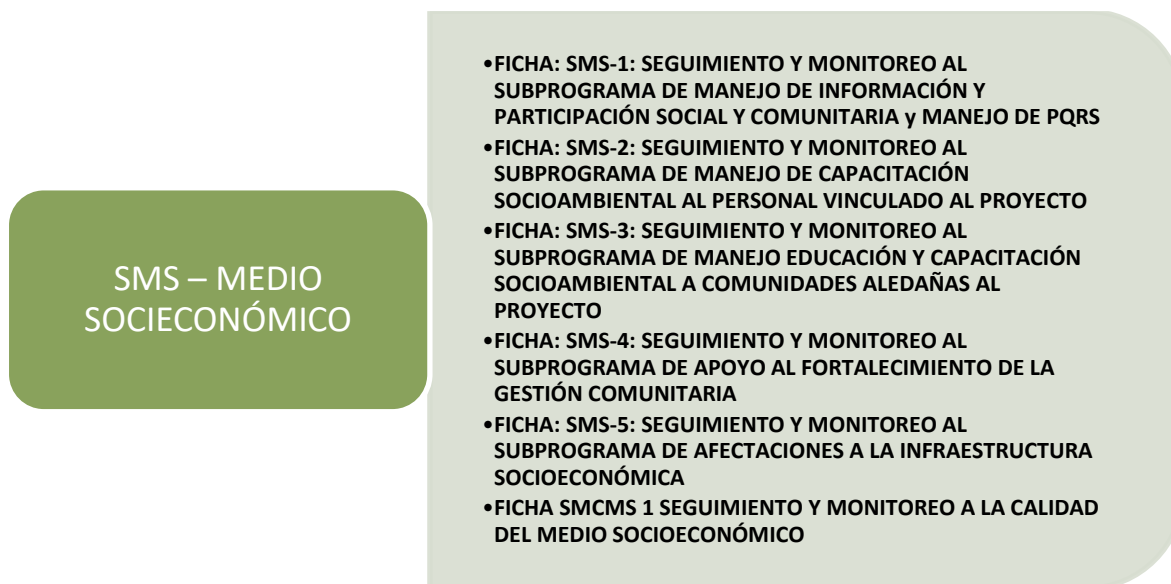 SMS – MEDIO
SOCIECONÓMICO
•FICHA: SMS-1: SEGUIMIENTO Y MONITOREO AL
SUBPROGRAMA DE MANEJO DE INFORMACIÓN Y
PARTICIPACIÓN SOCIAL Y COMUNITARIA y MANEJO DE PQRS
•FICHA: SMS-2: SEGUIMIENTO Y MONITOREO AL
SUBPROGRAMA DE MANEJO DE CAPACITACIÓN
SOCIOAMBIENTAL AL PERSONAL VINCULADO AL PROYECTO
•FICHA: SMS-3: SEGUIMIENTO Y MONITOREO AL
SUBPROGRAMA DE MANEJO EDUCACIÓN Y CAPACITACIÓN
SOCIOAMBIENTAL A COMUNIDADES ALEDAÑAS AL
PROYECTO
•FICHA: SMS-4: SEGUIMIENTO Y MONITOREO AL
SUBPROGRAMA DE APOYO AL FORTALECIMIENTO DE LA
GESTIÓN COMUNITARIA
•FICHA: SMS-5: SEGUIMIENTO Y MONITOREO AL
SUBPROGRAMA DE AFECTACIONES A LA INFRAESTRUCTURA
SOCIOECONÓMICA
•FICHA SMCMS 1 SEGUIMIENTO Y MONITOREO A LA CALIDAD
DEL MEDIO SOCIOECONÓMICO